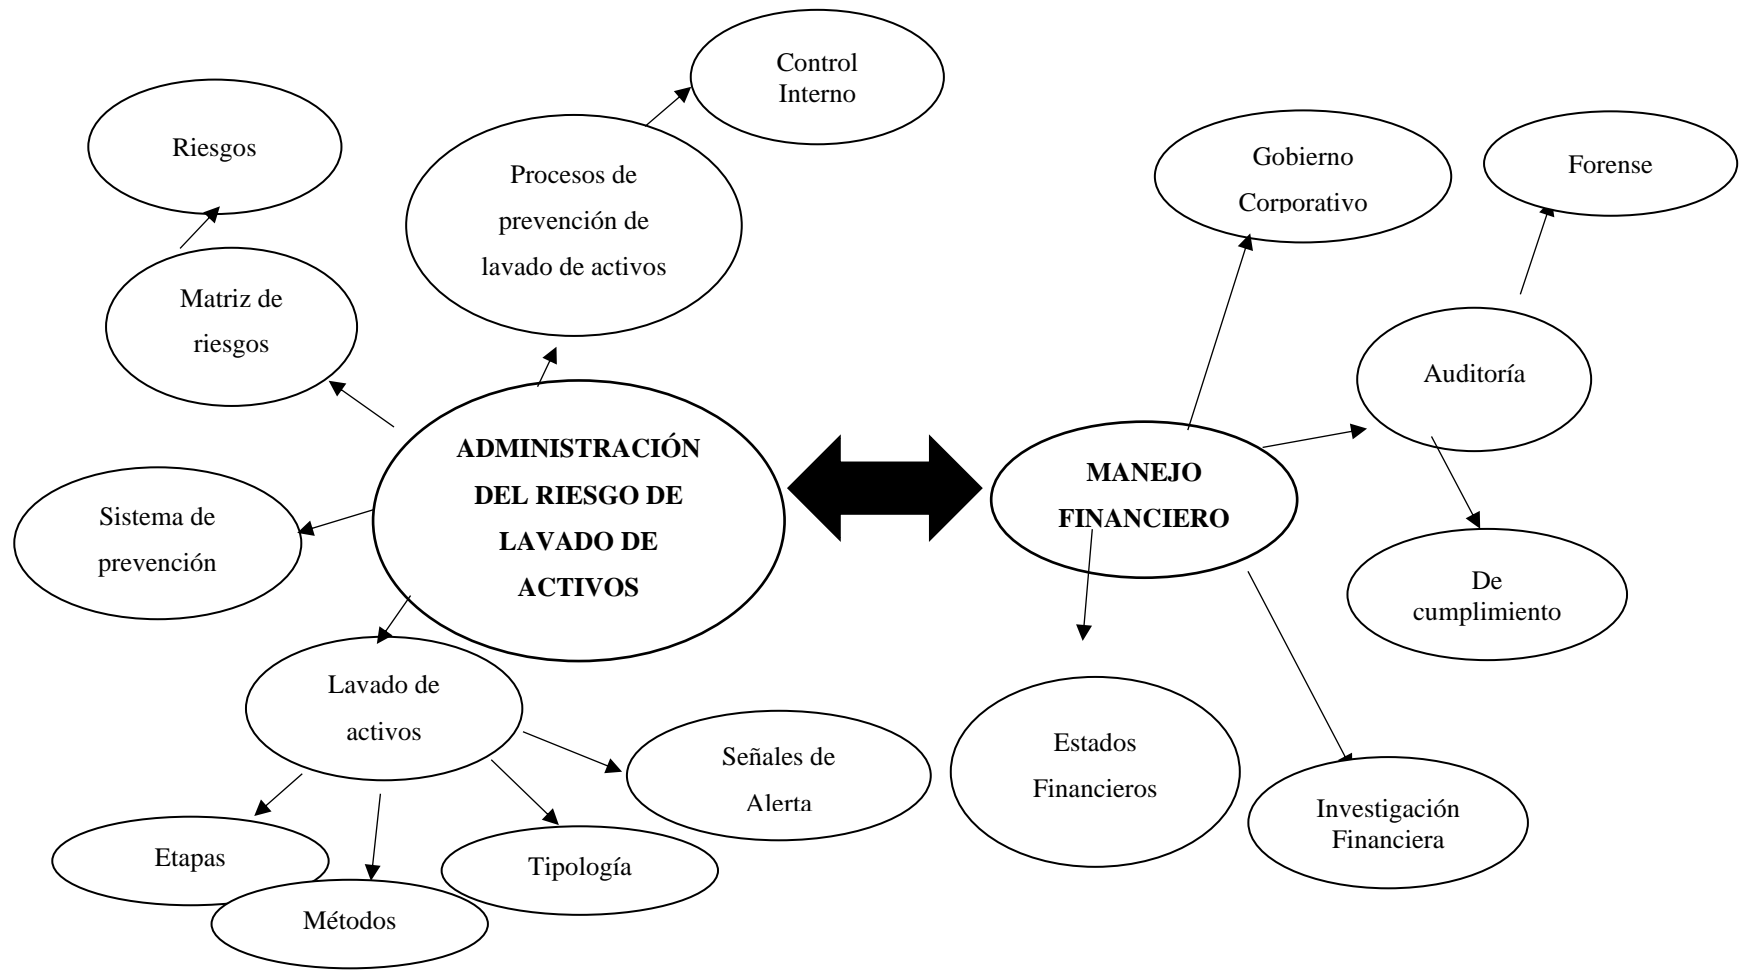 Control
Interno
Riesgos
Procesos de
prevención de
lavado de activos
Gobierno
Corporativo
Forense
Matriz de
riesgos
Auditoría
ADMINISTRACIÓN
DEL RIESGO DE
LAVADO DE
ACTIVOS
MANEJO
FINANCIERO
Sistema de
prevención
De
cumplimiento
Lavado de
activos
Señales de
Alerta
Estados
Financieros
Investigación
Financiera
Etapas
Métodos
Tipología